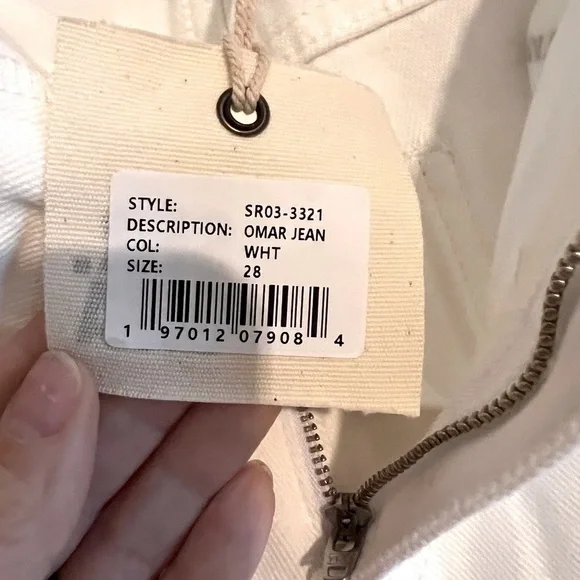 STYLE: SR03-3321
DESCRIPTION: OMAR JEAN
COL: WHT
SIZE: 28
1 97012 07908 4